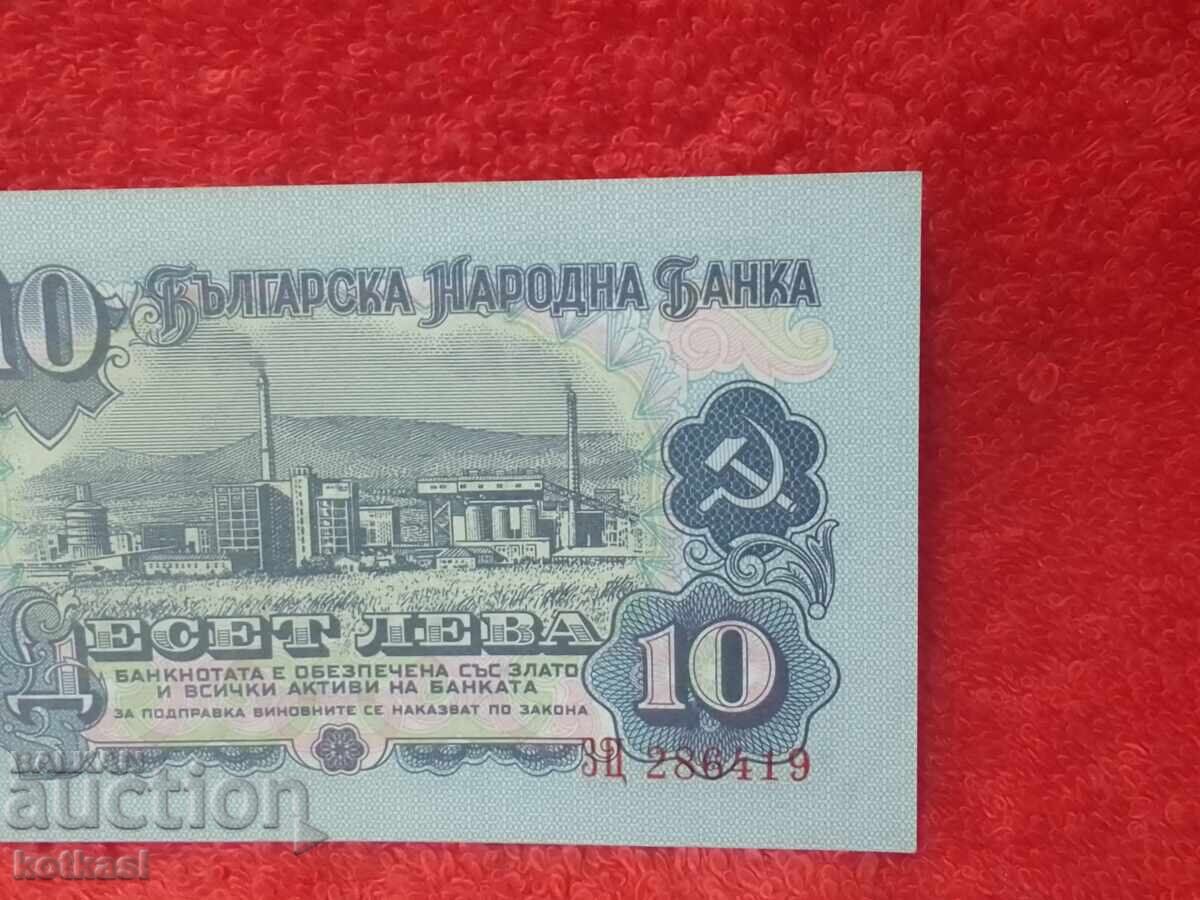 БЪЛГАРСКА НАРОДНА БАНКА
10
ДЕСЕТ ЛЕВА
БАНКНОТАТА Е ОБЕЗПЕЧЕНА СЪС ЗЛАТО
И ВСИЧКИ АКТИВИ НА БАНКАТА
ЗА ПОДПРАВКА ВИНОВНИТЕ СЕ НАКАЗВАТ ПО ЗАКОНА
10
286419
BALKAN
auction
kotkasl